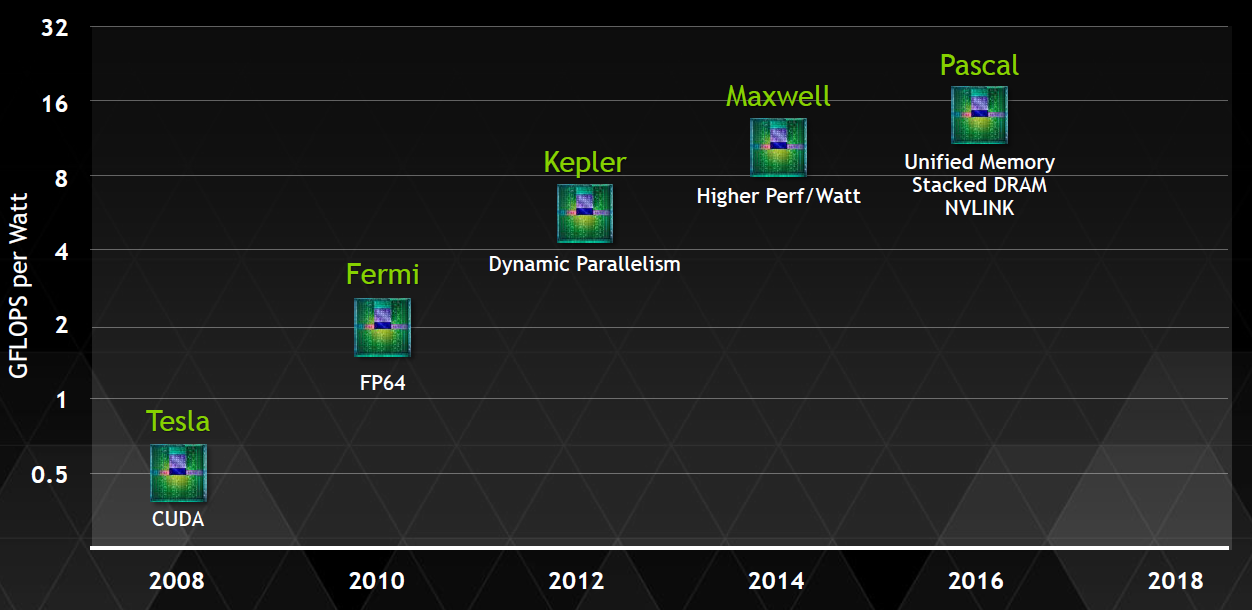 GFLOPS per Watt
32
16
8
4
2
1
0.5
Tesla
CUDA
Fermi
FP64
Kepler
Dynamic Parallelism
Maxwell
Higher Perf/Watt
Pascal
Unified Memory
Stacked DRAM
NVLINK
2008 2010 2012 2014 2016 2018